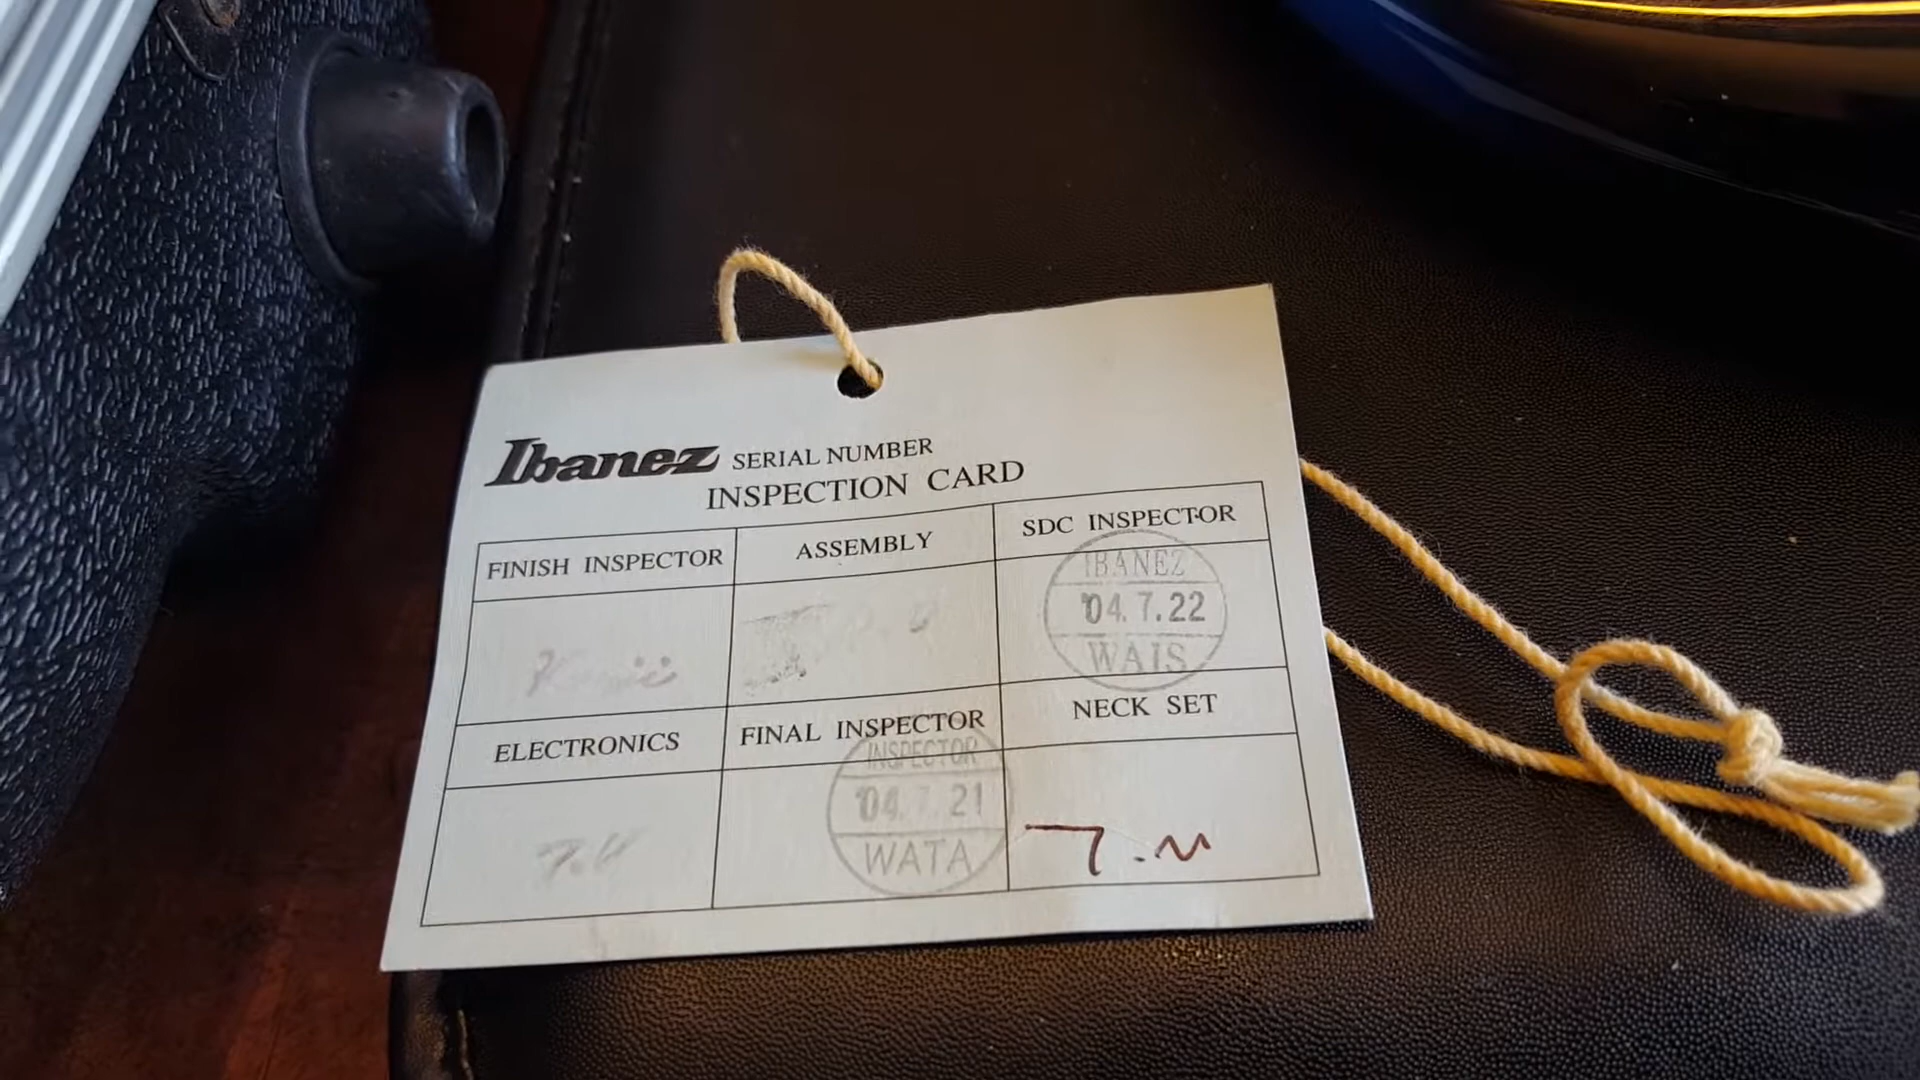 Ibanez SERIAL NUMBER
INSPECTION CARD
FINISH INSPECTOR
ASSEMBLY
SDC INSPECTOR
IBANEZ
'04.7.22
WAIS
ELECTRONICS
FINAL INSPECTOR
NECK SET
INSPECTOR
'04.7.21
WATA